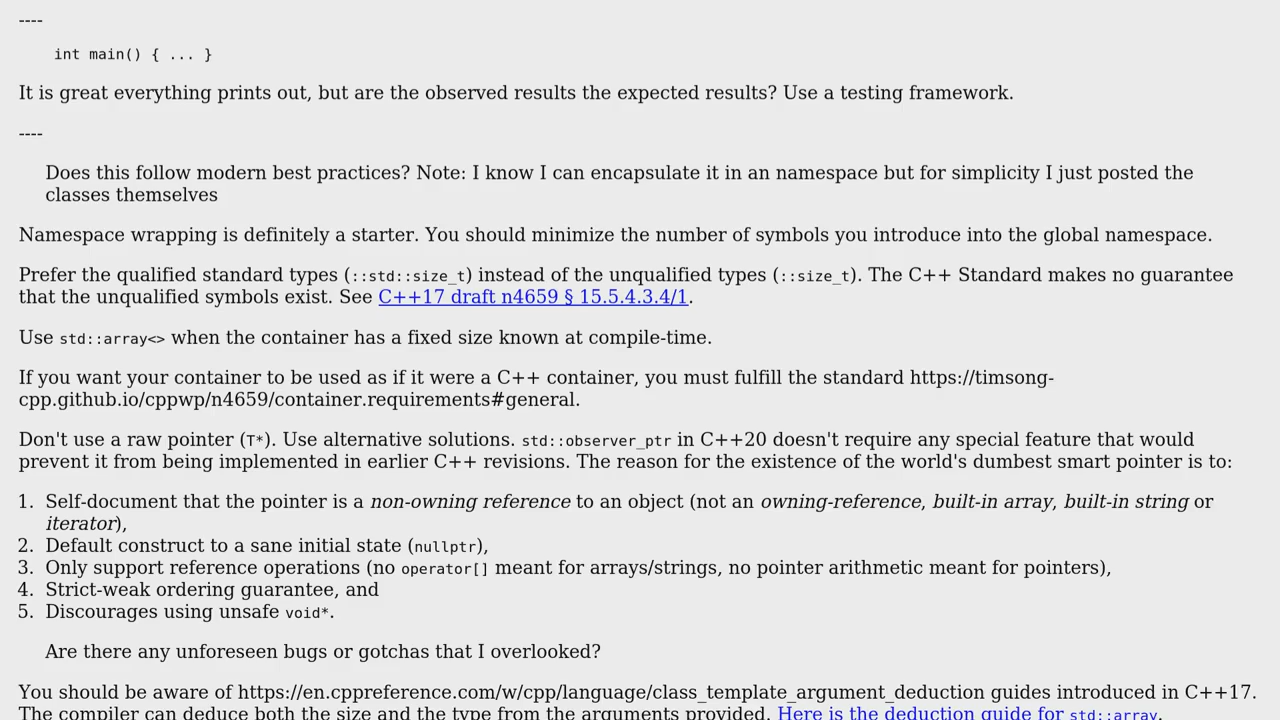 ----
int main() { ... }
It is great everything prints out, but are the observed results the expected results? Use a testing framework.
----
Does this follow modern best practices? Note: I know I can encapsulate it in an namespace but for simplicity I just posted the
classes themselves
Namespace wrapping is definitely a starter. You should minimize the number of symbols you introduce into the global namespace.
Prefer the qualified standard types (::std::size_t) instead of the unqualified types (::size_t). The C++ Standard makes no guarantee
that the unqualified symbols exist. See C++17 draft n4659 § 15.5.4.3.4/1.
Use std::array<> when the container has a fixed size known at compile-time.
If you want your container to be used as if it were a C++ container, you must fulfill the standard https://timsong-
cpp.github.io/cppwp/n4659/container.requirements#general.
Don't use a raw pointer (T*). Use alternative solutions. std::observer_ptr in C++20 doesn't require any special feature that would
prevent it from being implemented in earlier C++ revisions. The reason for the existence of the world's dumbest smart pointer is to:
1. Self-document that the pointer is a non-owning reference to an object (not an owning-reference, built-in array, built-in string or
iterator),
2. Default construct to a sane initial state (nullptr),
3. Only support reference operations (no operator[] meant for arrays/strings, no pointer arithmetic meant for pointers),
4. Strict-weak ordering guarantee, and
5. Discourages using unsafe void*.
Are there any unforeseen bugs or gotchas that I overlooked?
You should be aware of https://en.cppreference.com/w/cpp/language/class_template_argument_deduction guides introduced in C++17.
The compiler can deduce both the size and the type from the arguments provided. Here is the deduction guide for std::array.